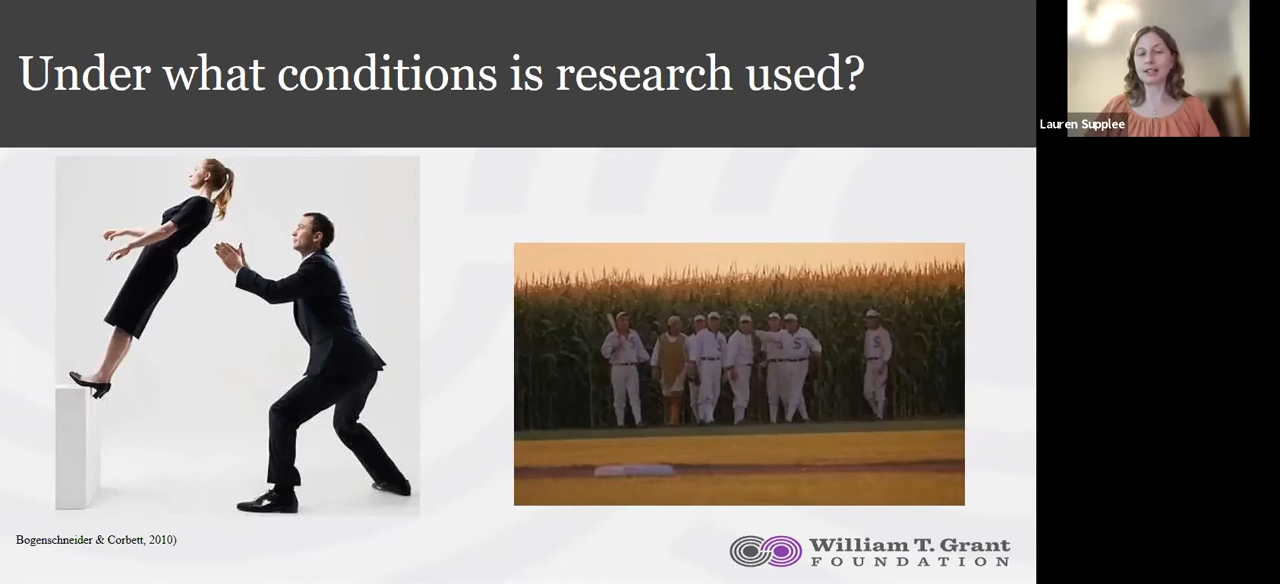 Under what conditions is research used?
Lauren Supplee
Bogenschneider & Corbett, 2010)
William T. Grant
FOUNDATION